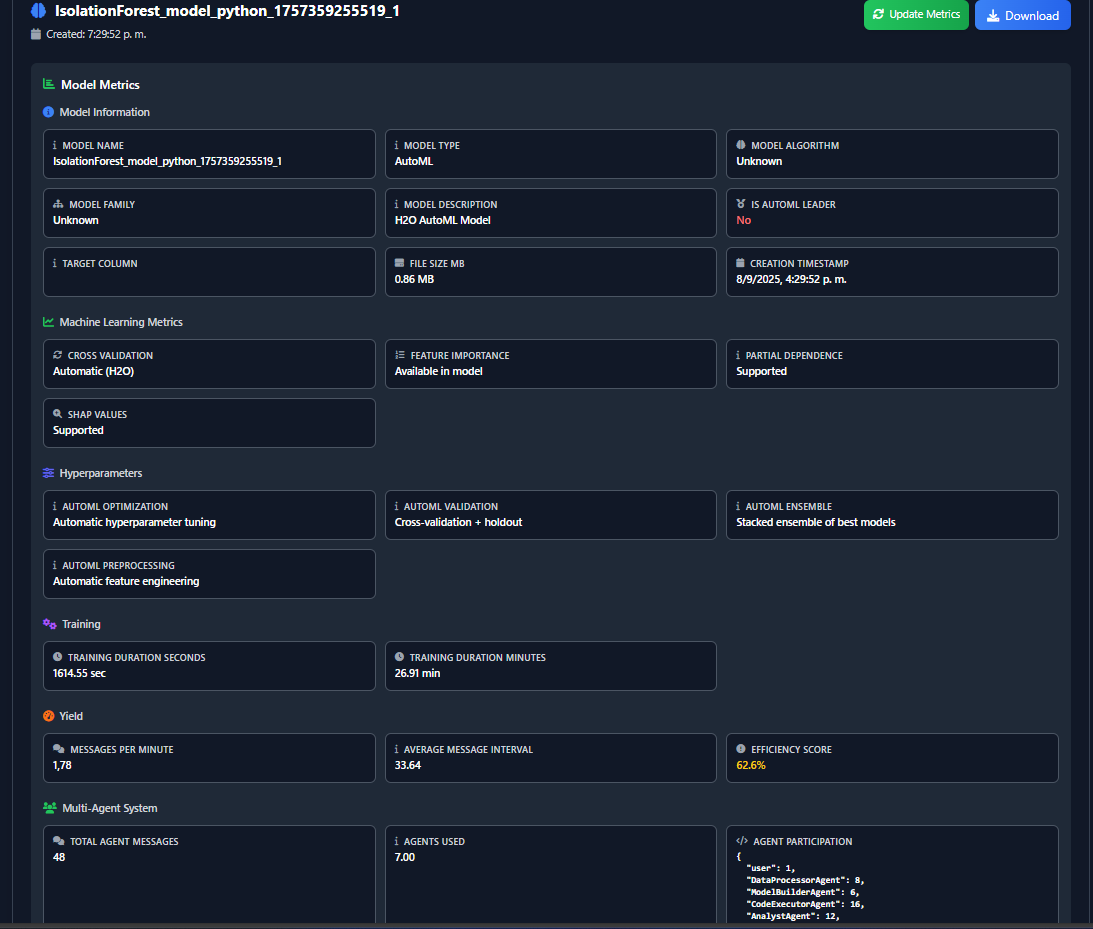 IsolationForest_model_python_1757359255519_1
Update Metrics
Download
Created: 7:29:52 p. m.
Model Metrics
Model Information
MODEL NAME
IsolationForest_model_python_1757359255519_1
MODEL TYPE
AutoML
MODEL ALGORITHM
Unknown
MODEL FAMILY
Unknown
MODEL DESCRIPTION
H2O AutoML Model
IS AUTOML LEADER
No
TARGET COLUMN
FILE SIZE MB
0.86 MB
CREATION TIMESTAMP
8/9/2025, 4:29:52 p. m.
Machine Learning Metrics
CROSS VALIDATION
Automatic (H2O)
FEATURE IMPORTANCE
Available in model
PARTIAL DEPENDENCE
Supported
SHAP VALUES
Supported
Hyperparameters
AUTOML OPTIMIZATION
Automatic hyperparameter tuning
AUTOML VALIDATION
Cross-validation + holdout
AUTOML ENSEMBLE
Stacked ensemble of best models
AUTOML PREPROCESSING
Automatic feature engineering
Training
TRAINING DURATION SECONDS
1614.55 sec
TRAINING DURATION MINUTES
26.91 min
Yield
MESSAGES PER MINUTE
1,78
AVERAGE MESSAGE INTERVAL
33.64
EFFICIENCY SCORE
62.6%
Multi-Agent System
TOTAL AGENT MESSAGES
48
AGENTS USED
7.00
AGENT PARTICIPATION
{
"user": 1,
"DataProcessorAgent": 8,
"ModelBuilderAgent": 6,
"CodeExecutorAgent": 16,
"AnalystAgent": 12,